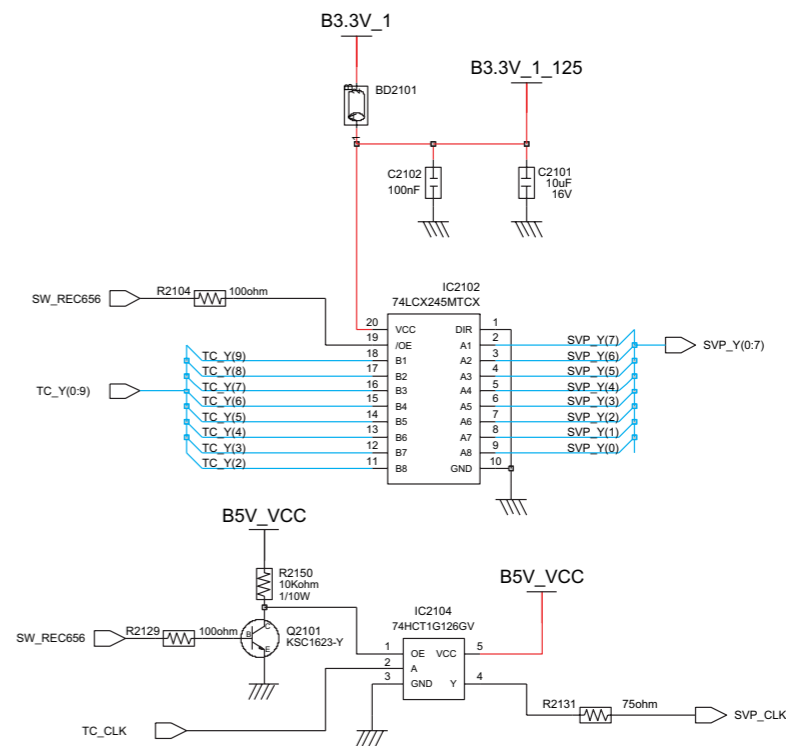 B3.3V_1
BD2101
B
A
1
B3.3V_1_125
C2102
100nF
C2101
10uF
16V
SW_REC656
R2104
100ohm
IC2102
74LCX245MTCX
20 VCC DIR 1
19 /OE A1 2 SVP_Y(7)
TC_Y(9) 18 B1 A2 3 SVP_Y(6)
TC_Y(8) 17 B2 A3 4 SVP_Y(5)
TC_Y(7) 16 B3 A4 5 SVP_Y(4)
TC_Y(6) 15 B4 A5 6 SVP_Y(3)
TC_Y(5) 14 B5 A6 7 SVP_Y(2)
TC_Y(4) 13 B6 A7 8 SVP_Y(1)
TC_Y(3) 12 B7 A8 9 SVP_Y(0)
TC_Y(2) 11 B8 GND 10
TC_Y(0:9)
SVP_Y(0:7)
B5V_VCC
R2150
10Kohm
1/10W
SW_REC656
R2129
100ohm
B
C
E
Q2101
KSC1623-Y
IC2104
74HCT1G126GV
B5V_VCC
1 OE VCC 5
2 A
3 GND Y 4
R2131
75ohm
SVP_CLK
TC_CLK